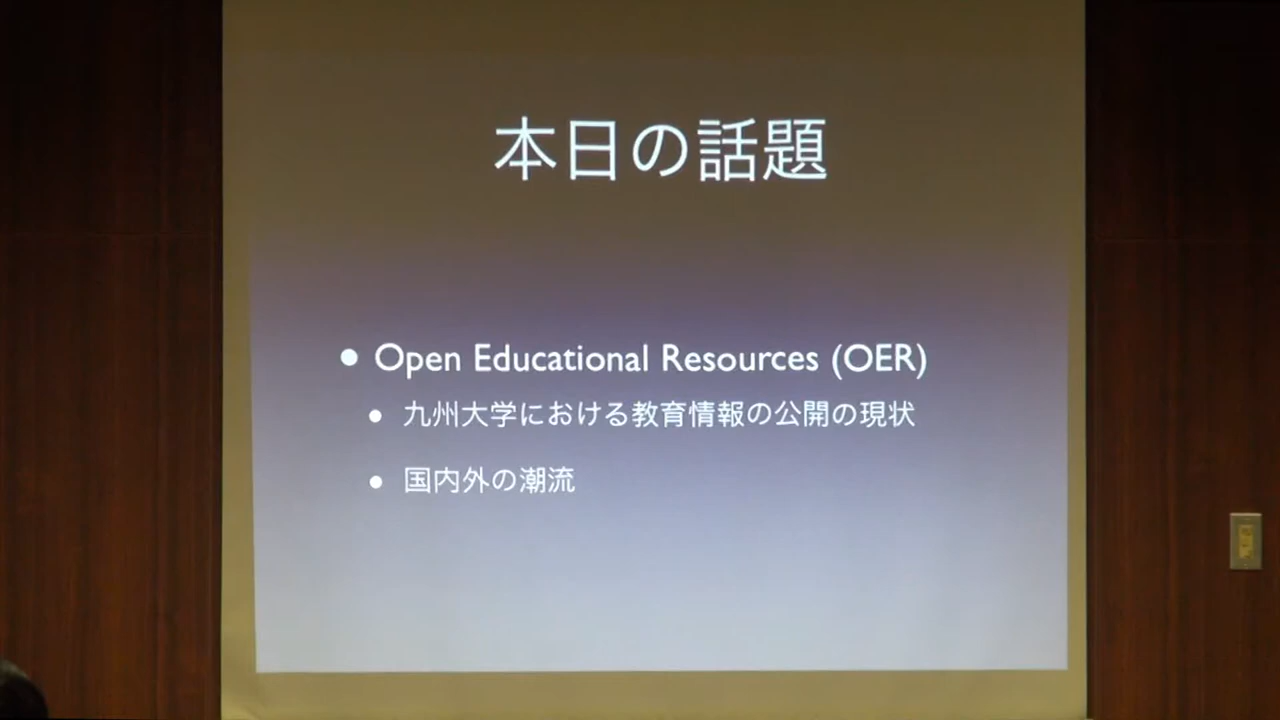 本日の話題
• Open Educational Resources (OER)
• 九州大学における教育情報の公開の現状
• 国内外の潮流